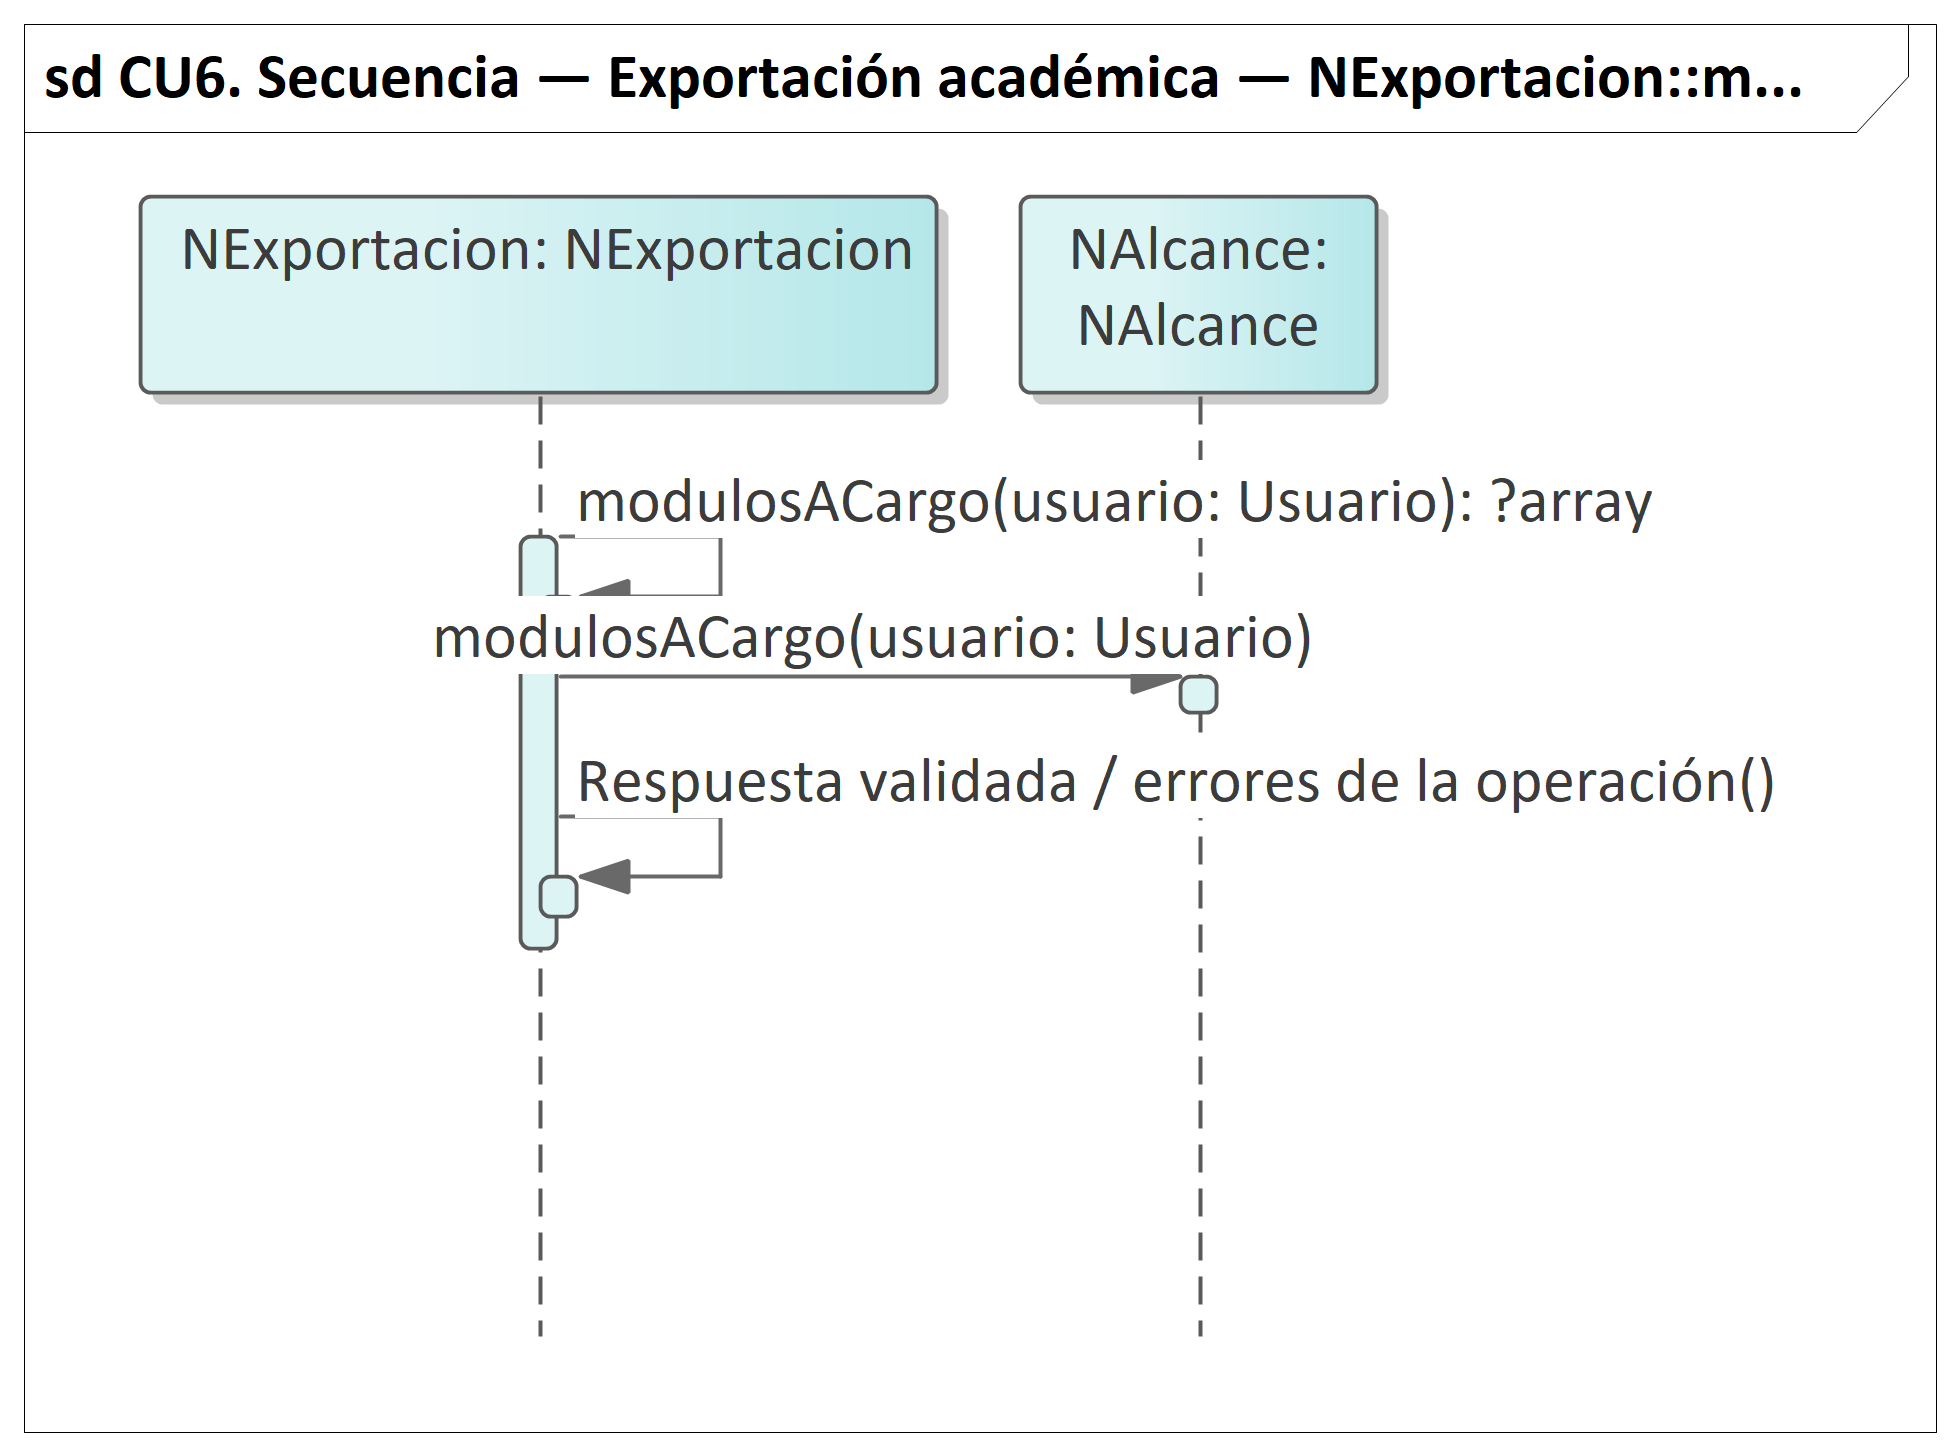 sd CU6. Secuencia — Exportación académica — NExportacion::m...
NExportacion: NExportacion
NAlcance:
NAlcance
modulosACargo(usuario: Usuario): ?array
modulosACargo(usuario: Usuario)
Respuesta validada / errores de la operación()